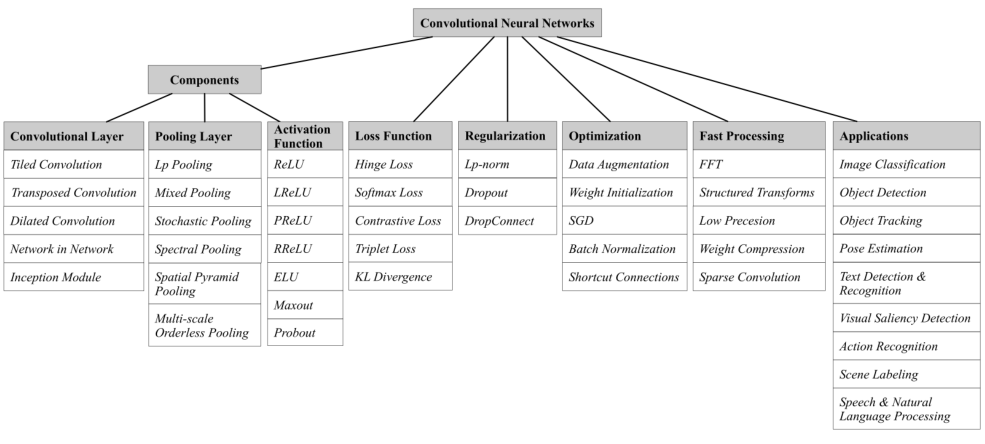 Convolutional Neural Networks
Components
Convolutional Layer
Tiled Convolution
Transposed Convolution
Dilated Convolution
Network in Network
Inception Module
Pooling Layer
Lp Pooling
Mixed Pooling
Stochastic Pooling
Spectral Pooling
Spatial Pyramid
Pooling
Multi-scale
Orderless Pooling
Activation
Function
ReLU
LReLU
PReLU
RReLU
ELU
Maxout
Probout
Loss Function
Hinge Loss
Softmax Loss
Contrastive Loss
Triplet Loss
KL Divergence
Regularization
Lp-norm
Dropout
DropConnect
Optimization
Data Augmentation
Weight Initialization
SGD
Batch Normalization
Shortcut Connections
Fast Processing
FFT
Structured Transforms
Low Precesion
Weight Compression
Sparse Convolution
Applications
Image Classification
Object Detection
Object Tracking
Pose Estimation
Text Detection &
Recognition
Visual Saliency Detection
Action Recognition
Scene Labeling
Speech & Natural
Language Processing